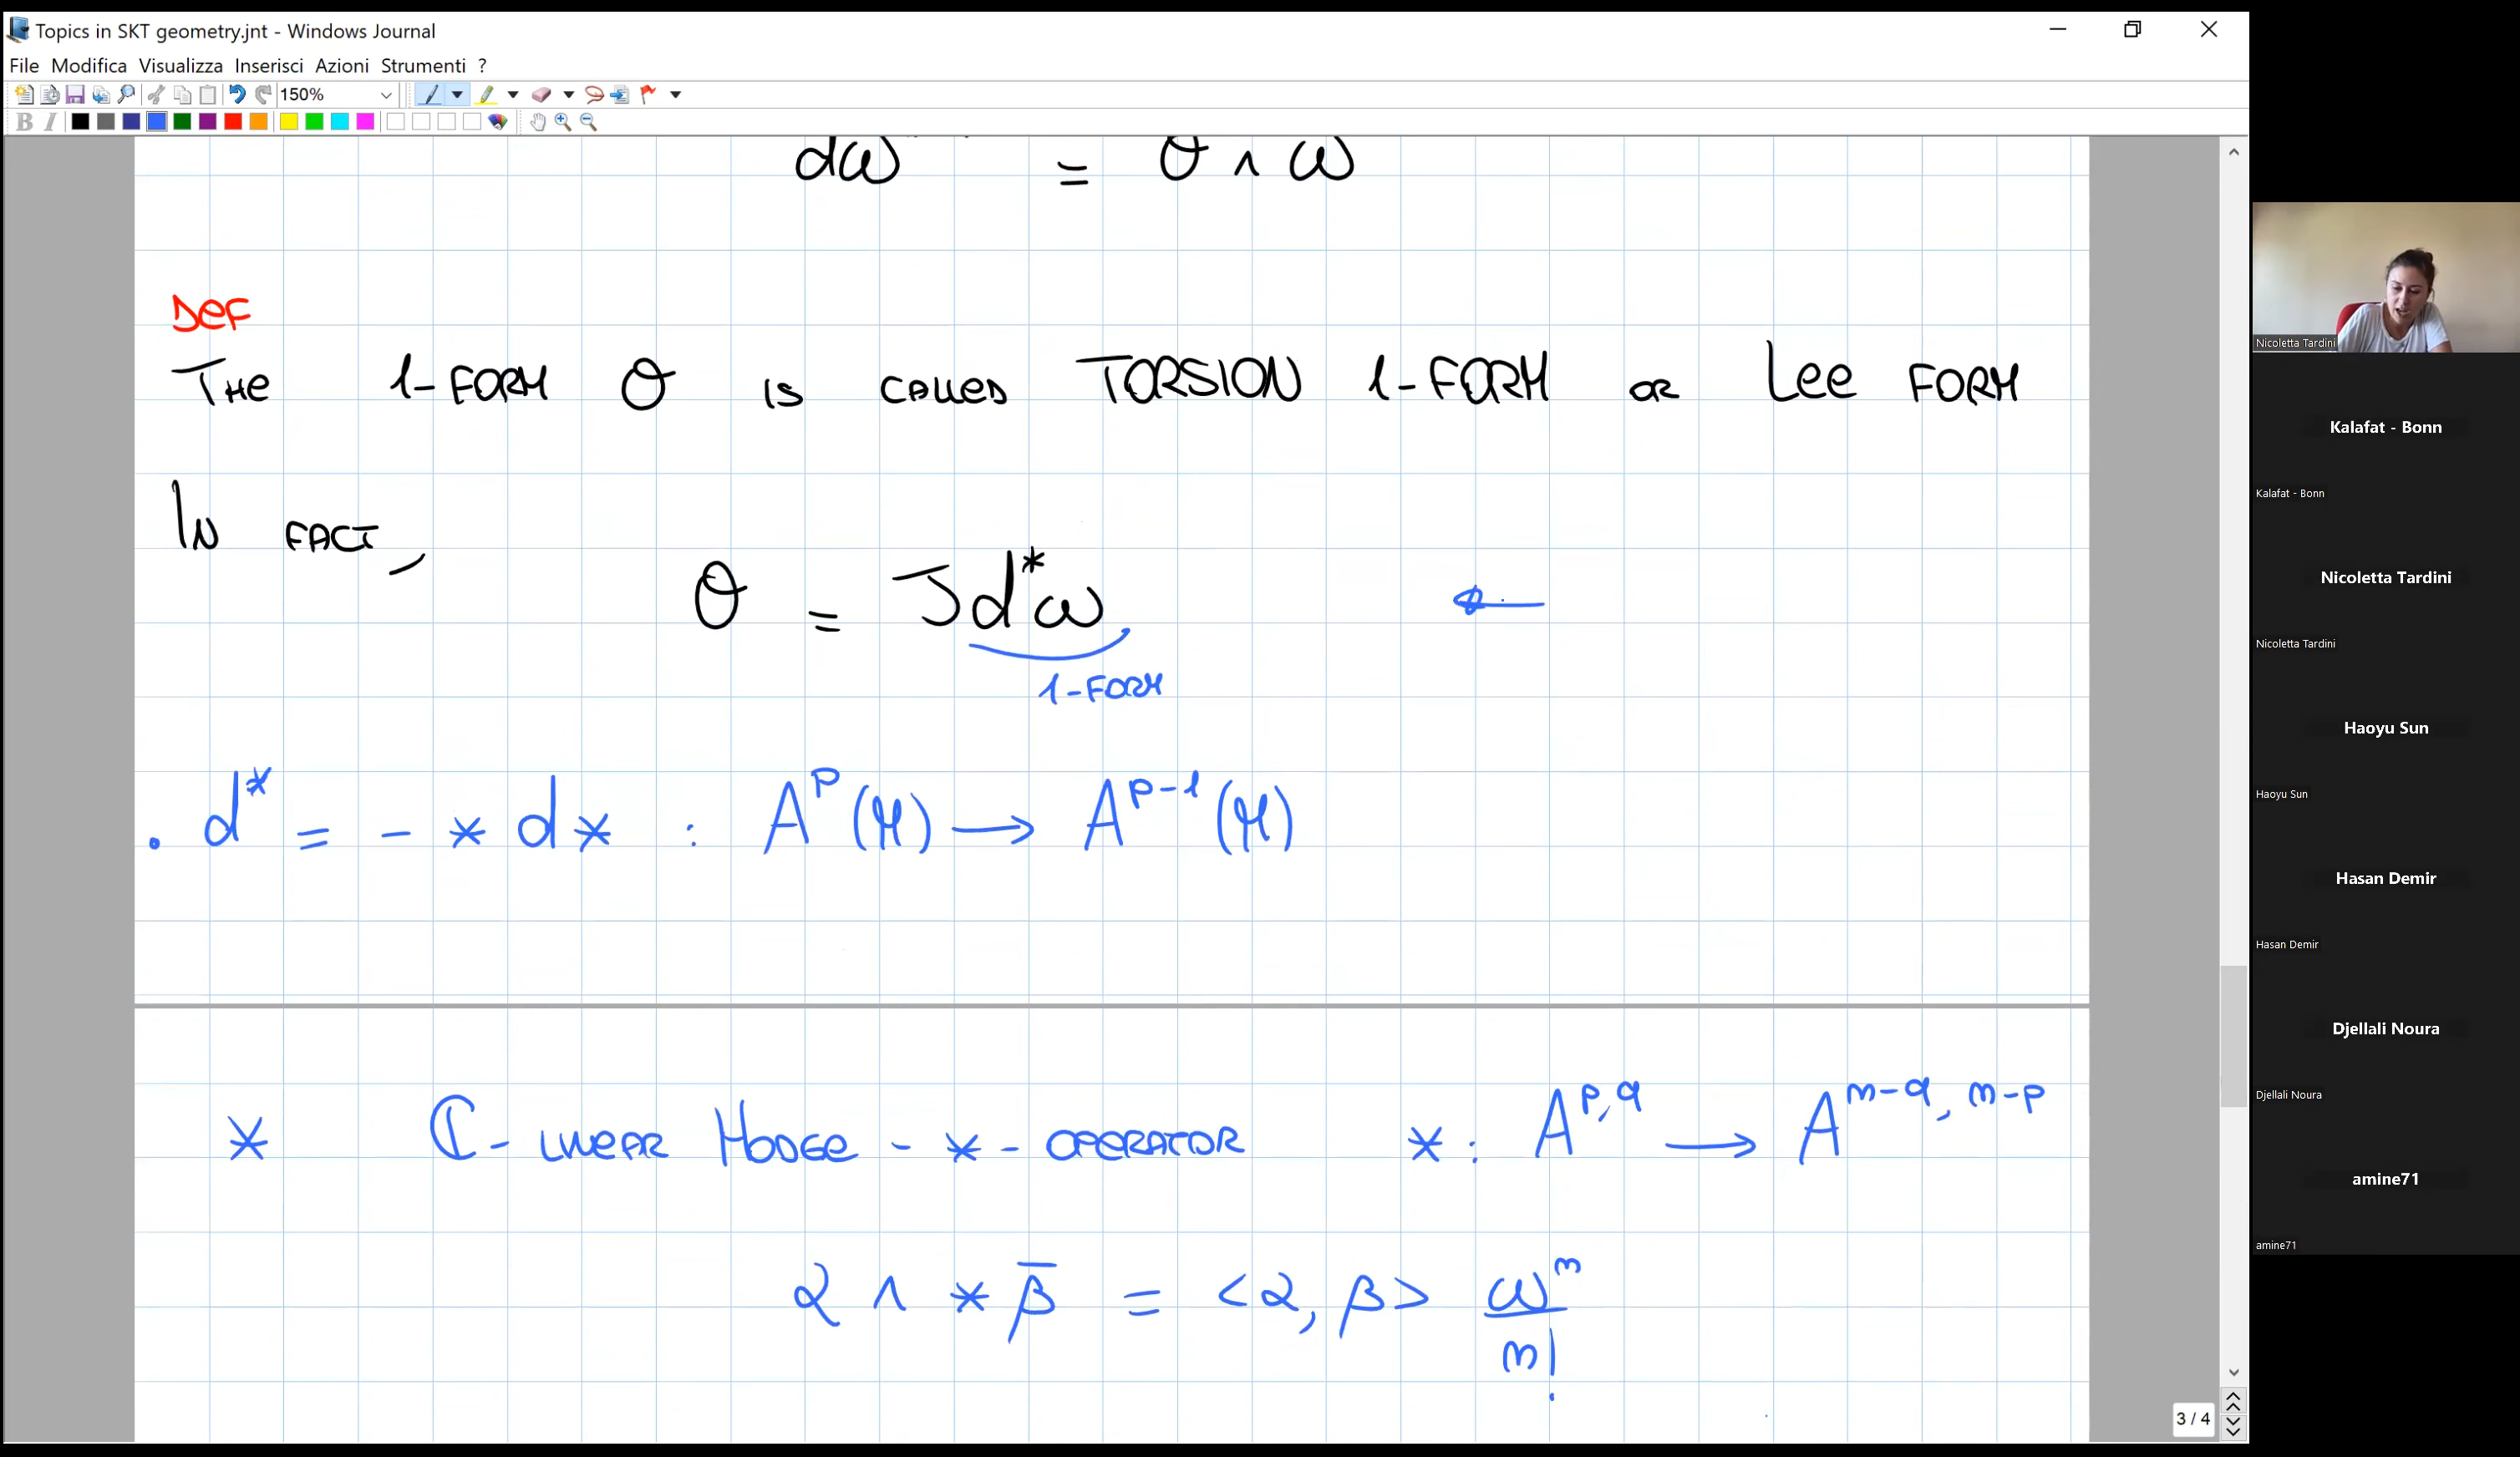 Topics in SKT geometry.jnt - Windows Journal
File Modifica Visualizza Inserisci Azioni Strumenti ?
150%
B I
dω = θ ∧ ω
Def
The 1-FORM θ is called TORSION 1-FORM or Lee FORM
In fact,
θ = Jd*ω
1-FORM
. d* = - * d * : A^p (M) → A^{p-1} (M)
* ℂ - linear Hodge - * - operator * : A^{p,q} → A^{n-q, n-p}
α ∧ * β̄ = <α, β> ω^n / n!
3 / 4
Nicoletta Tardini
Kalafat - Bonn
Kalafat - Bonn
Nicoletta Tardini
Nicoletta Tardini
Haoyu Sun
Haoyu Sun
Hasan Demir
Hasan Demir
Djellali Noura
Djellali Noura
amine71
amine71